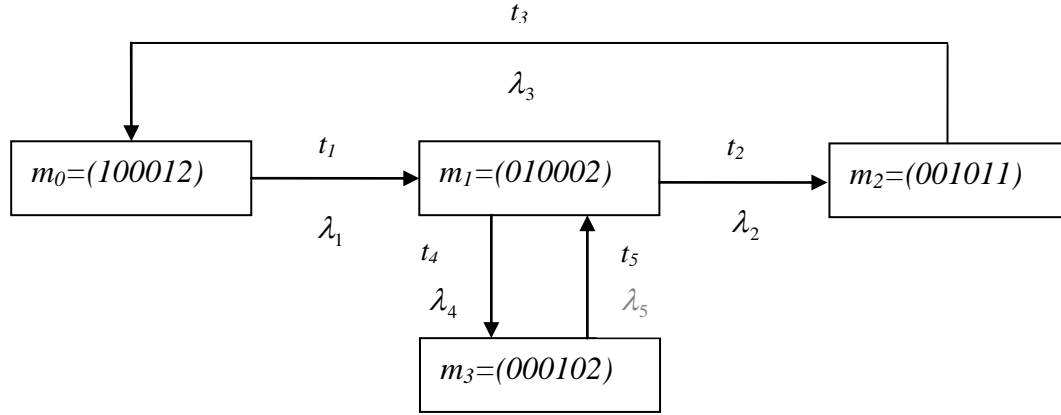 t₃
λ₃
m₀=(100012)
t₁
m₁=(010002)
t₂
m₂=(001011)
λ₁
λ₂
t₄
t₅
λ₄
λ₅
m₃=(000102)